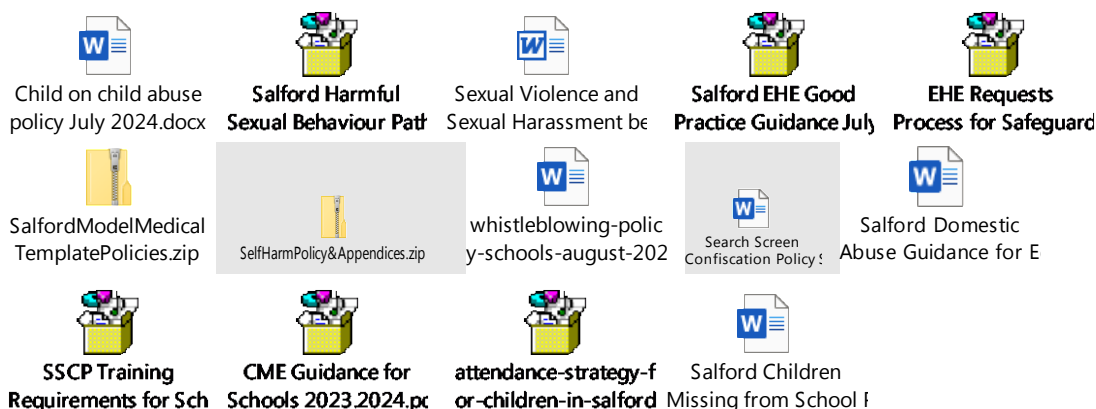 Child on child abuse
policy July 2024.docx
Salford Harmful
Sexual Behaviour Path
Sexual Violence and
Sexual Harassment be
Salford EHE Good
Practice Guidance July
EHE Requests
Process for Safeguard
SalfordModelMedical
TemplatePolicies.zip
SelfHarmPolicy&Appendices.zip
whistleblowing-polic
y-schools-august-202
Search Screen
Confiscation Policy S
Salford Domestic
Abuse Guidance for E
SSCP Training
Requirements for Sch
CME Guidance for
Schools 2023.2024.pd
attendance-strategy-f
or-children-in-salford
Salford Children
Missing from School P